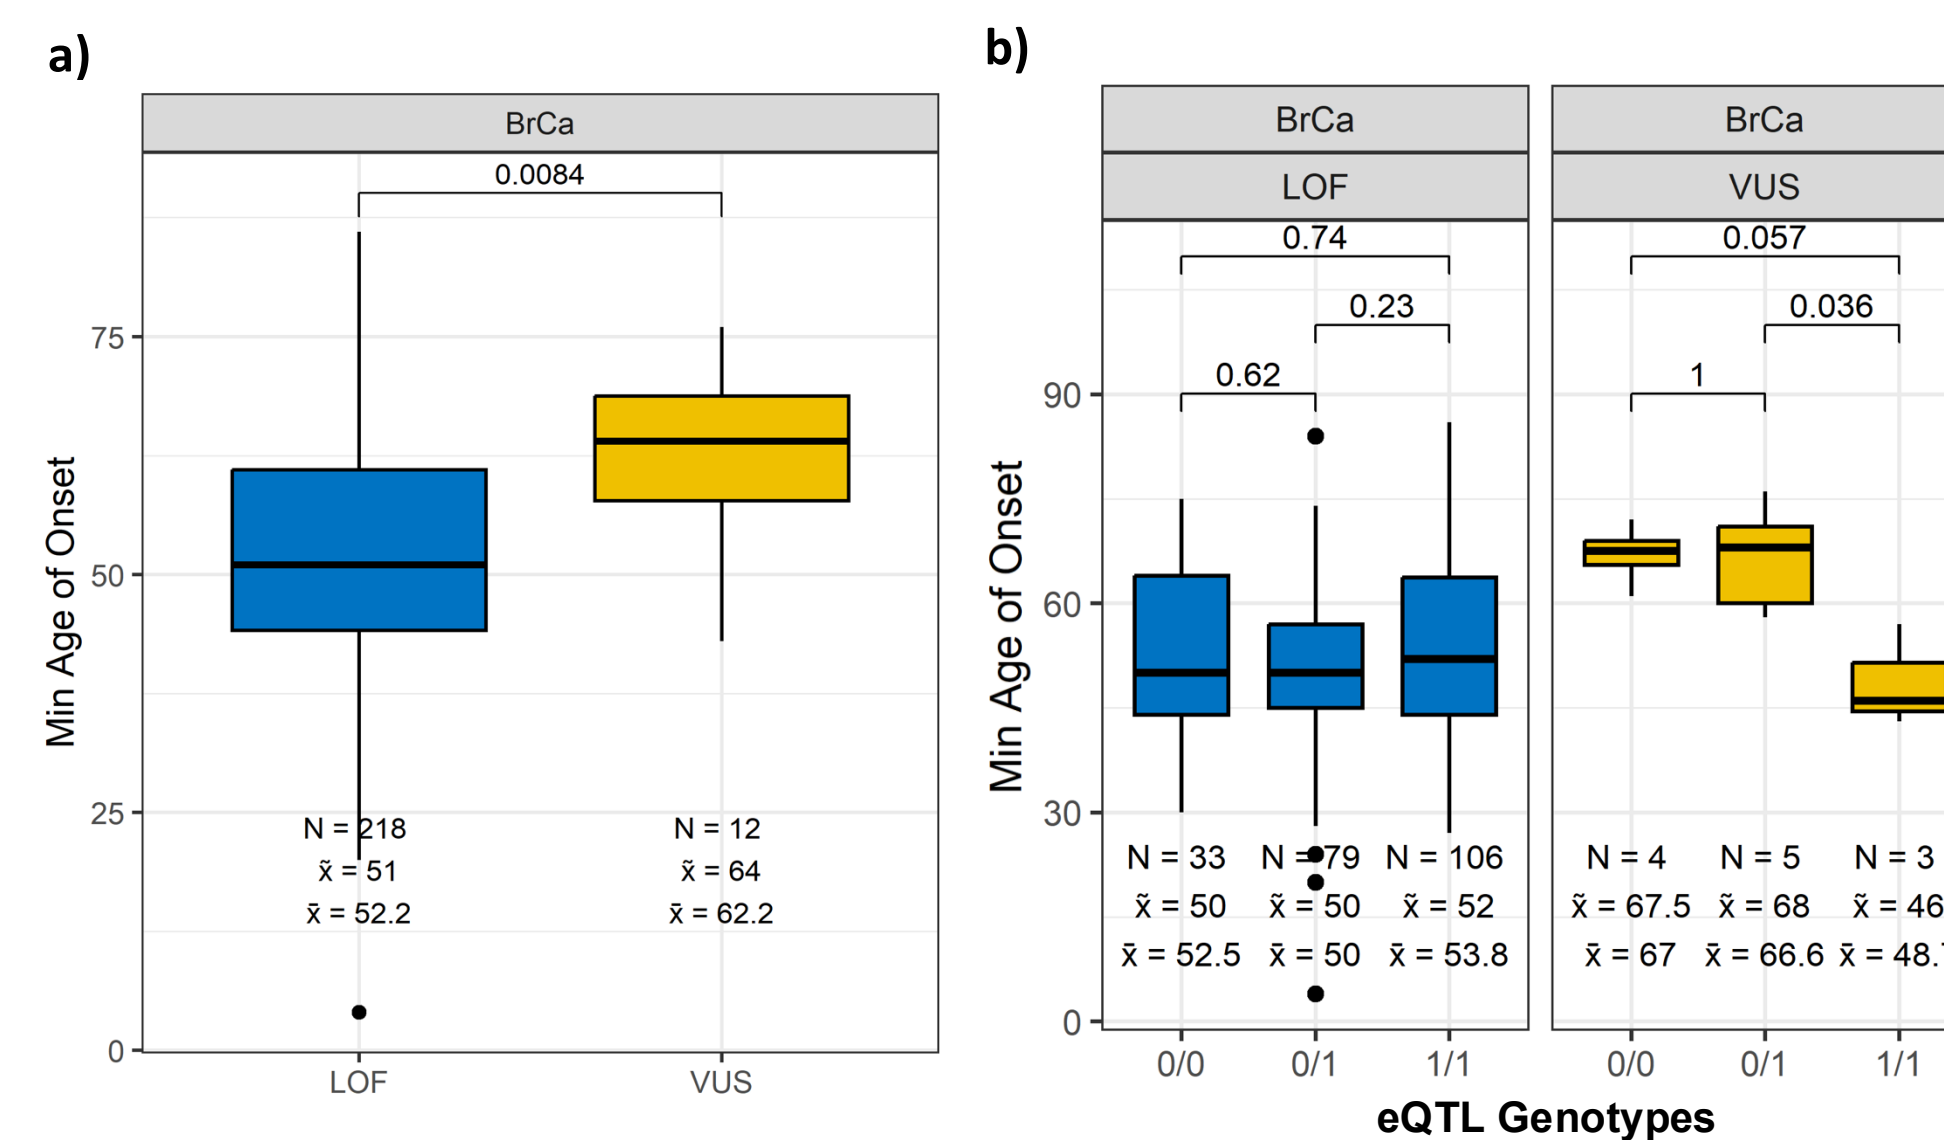 a)
BrCa
0.0084
75
50
25
0
Min Age of Onset
N = 218
x̃ = 51
x̄ = 52.2
N = 12
x̃ = 64
x̄ = 62.2
LOF
VUS
b)
BrCa
BrCa
LOF
VUS
0.74
0.23
0.62
0.057
0.036
1
90
60
30
0
Min Age of Onset
N = 33
N = 79
N = 106
x̃ = 50
x̃ = 50
x̃ = 52
x̄ = 52.5
x̄ = 50
x̄ = 53.8
N = 4
N = 5
N = 3
x̃ = 67.5
x̃ = 68
x̃ = 46
x̄ = 67
x̄ = 66.6
x̄ = 48.
0/0
0/1
1/1
0/0
0/1
1/1
eQTL Genotypes